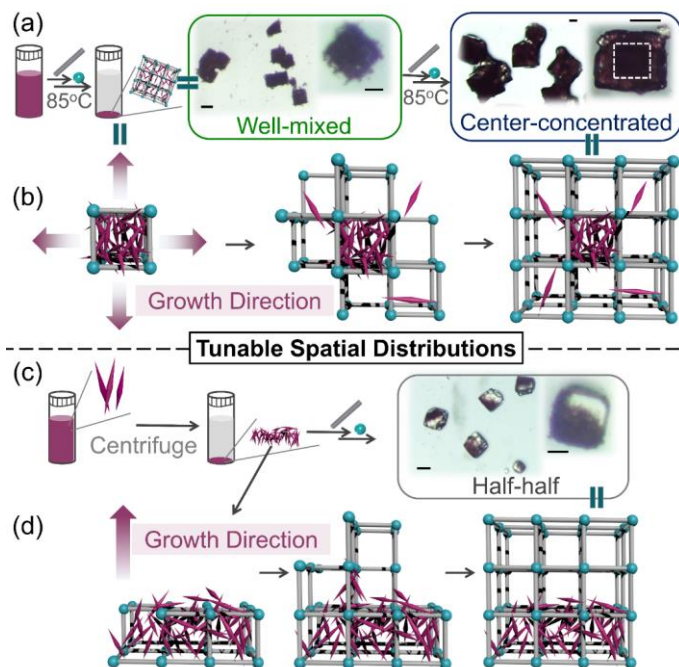 (a)
85°C
Well-mixed
85°C
Center-concentrated
(b)
Growth Direction
Tunable Spatial Distributions
(c)
Centrifuge
Half-half
(d)
Growth Direction